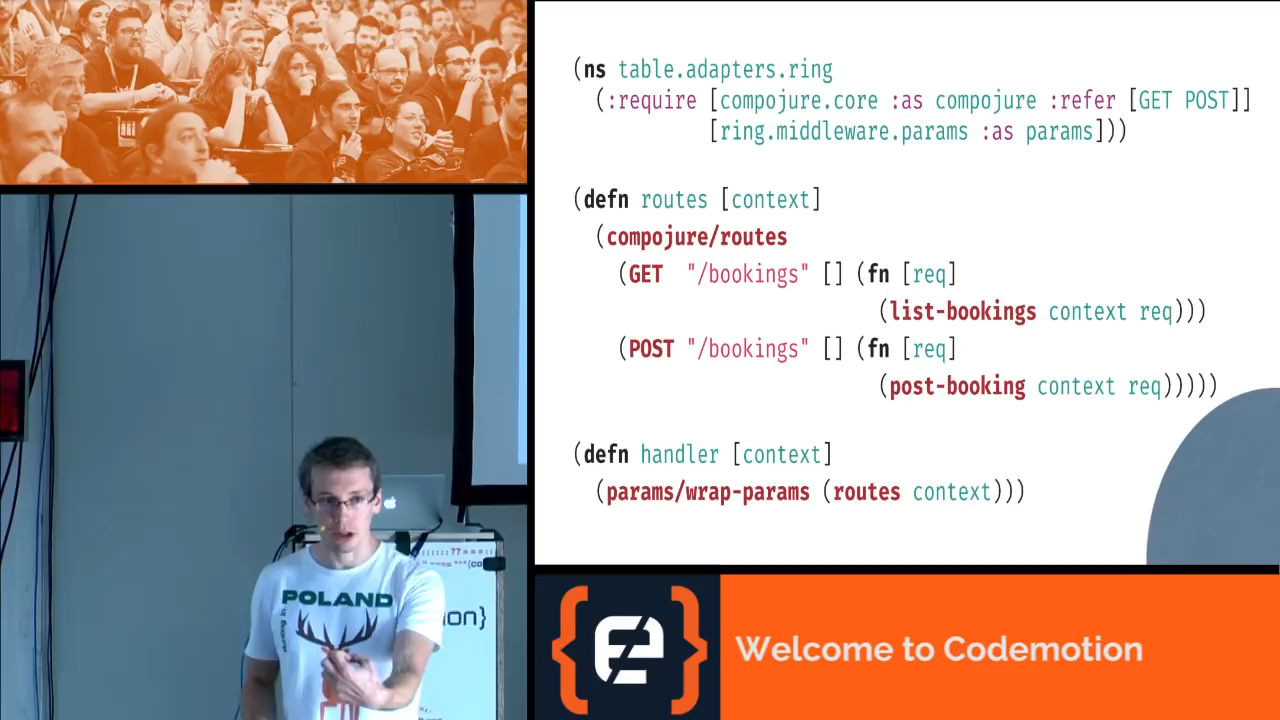 (ns table.adapters.ring
(:require [compojure.core :as compojure :refer [GET POST]]
[ring.middleware.params :as params]))
(defn routes [context]
(compojure/routes
(GET "/bookings" [] (fn [req]
(list-bookings context req)))
(POST "/bookings" [] (fn [req]
(post-booking context req)))))
(defn handler [context]
(params/wrap-params (routes context)))
POLAND
on}
Welcome to Codemotion